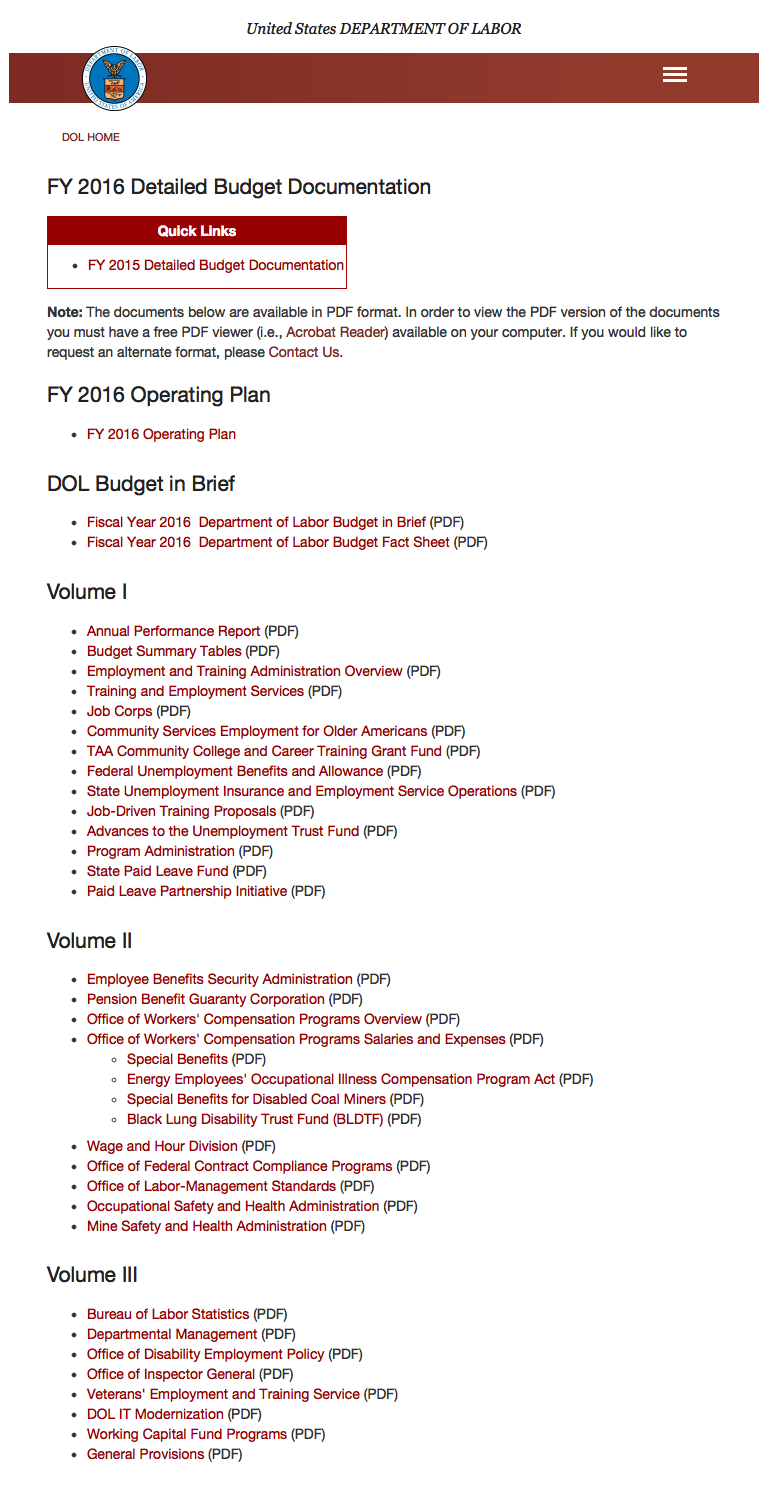 United States DEPARTMENT OF LABOR
DEPARTMENT OF LABOR
UNITED STATES OF AMERICA
DOL HOME
FY 2016 Detailed Budget Documentation
Quick Links
• FY 2015 Detailed Budget Documentation
Note: The documents below are available in PDF format. In order to view the PDF version of the documents
you must have a free PDF viewer (i.e., Acrobat Reader) available on your computer. If you would like to
request an alternate format, please Contact Us.
FY 2016 Operating Plan
• FY 2016 Operating Plan
DOL Budget in Brief
• Fiscal Year 2016  Department of Labor Budget in Brief (PDF)
• Fiscal Year 2016  Department of Labor Budget Fact Sheet (PDF)
Volume I
• Annual Performance Report (PDF)
• Budget Summary Tables (PDF)
• Employment and Training Administration Overview (PDF)
• Training and Employment Services (PDF)
• Job Corps (PDF)
• Community Services Employment for Older Americans (PDF)
• TAA Community College and Career Training Grant Fund (PDF)
• Federal Unemployment Benefits and Allowance (PDF)
• State Unemployment Insurance and Employment Service Operations (PDF)
• Job-Driven Training Proposals (PDF)
• Advances to the Unemployment Trust Fund (PDF)
• Program Administration (PDF)
• State Paid Leave Fund (PDF)
• Paid Leave Partnership Initiative (PDF)
Volume II
• Employee Benefits Security Administration (PDF)
• Pension Benefit Guaranty Corporation (PDF)
• Office of Workers' Compensation Programs Overview (PDF)
• Office of Workers' Compensation Programs Salaries and Expenses (PDF)
◦ Special Benefits (PDF)
◦ Energy Employees' Occupational Illness Compensation Program Act (PDF)
◦ Special Benefits for Disabled Coal Miners (PDF)
◦ Black Lung Disability Trust Fund (BLDTF) (PDF)
• Wage and Hour Division (PDF)
• Office of Federal Contract Compliance Programs (PDF)
• Office of Labor-Management Standards (PDF)
• Occupational Safety and Health Administration (PDF)
• Mine Safety and Health Administration (PDF)
Volume III
• Bureau of Labor Statistics (PDF)
• Departmental Management (PDF)
• Office of Disability Employment Policy (PDF)
• Office of Inspector General (PDF)
• Veterans' Employment and Training Service (PDF)
• DOL IT Modernization (PDF)
• Working Capital Fund Programs (PDF)
• General Provisions (PDF)